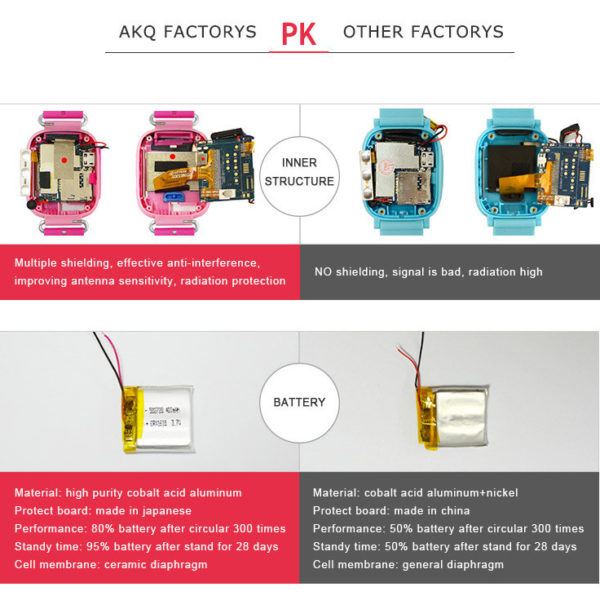 AKQ FACTORYS PK OTHER FACTORYS
INNER
STRUCTURE
Multiple shielding, effective anti-interference,
improving antenna sensitivity, radiation protection
NO shielding, signal is bad, radiation high
BATTERY
Material: high purity cobalt acid aluminum
Protect board: made in japanese
Performance: 80% battery after circular 300 times
Standy time: 95% battery after stand for 28 days
Cell membrane: ceramic diaphragm
Material: cobalt acid aluminum+nickel
Protect board: made in china
Performance: 50% battery after circular 300 times
Standy time: 50% battery after stand for 28 days
Cell membrane: general diaphragm